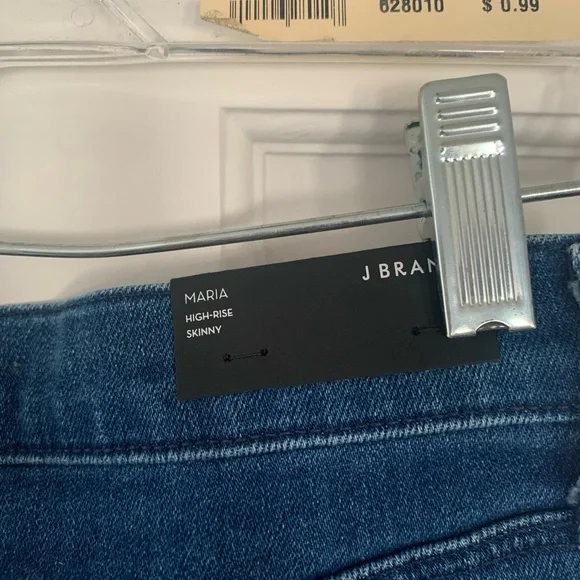 628010 $ 0.99
J BRAN
MARIA
HIGH-RISE
SKINNY